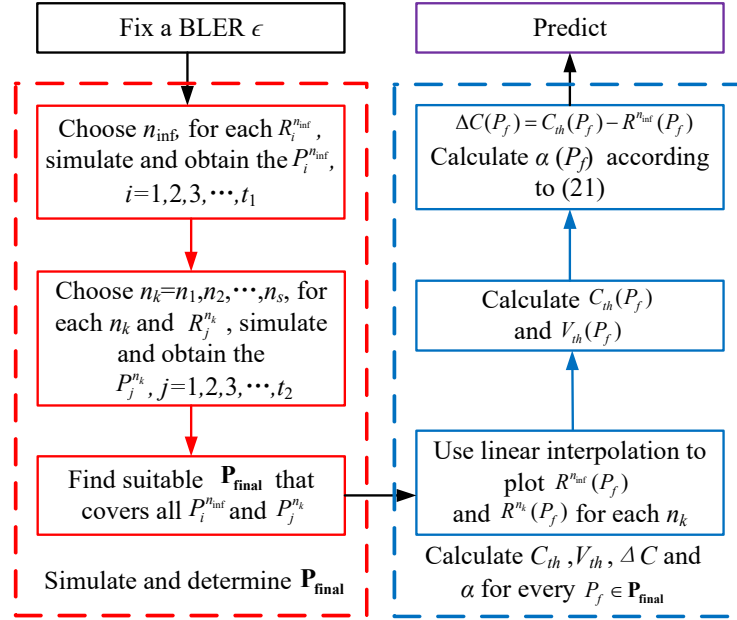 Fix a BLER ϵ
Choose n_inf, for each R_i^{n_inf},
simulate and obtain the P_i^{n_inf},
i=1,2,3,⋯,t_1
Choose n_k=n_1,n_2,⋯,n_s, for
each n_k and R_j^{n_k}, simulate
and obtain the
P_j^{n_k}, j=1,2,3,⋯,t_2
Find suitable P_final that
covers all P_i^{n_inf} and P_j^{n_k}
Simulate and determine P_final
Predict
ΔC(P_f)=C_th(P_f)−R^{n_inf}(P_f)
Calculate α(P_f) according
to (21)
Calculate C_th(P_f)
and V_th(P_f)
Use linear interpolation to
plot R^{n_inf}(P_f)
and R^{n_k}(P_f) for each n_k
Calculate C_th,V_th, ΔC and
α for every P_f ∈ P_final